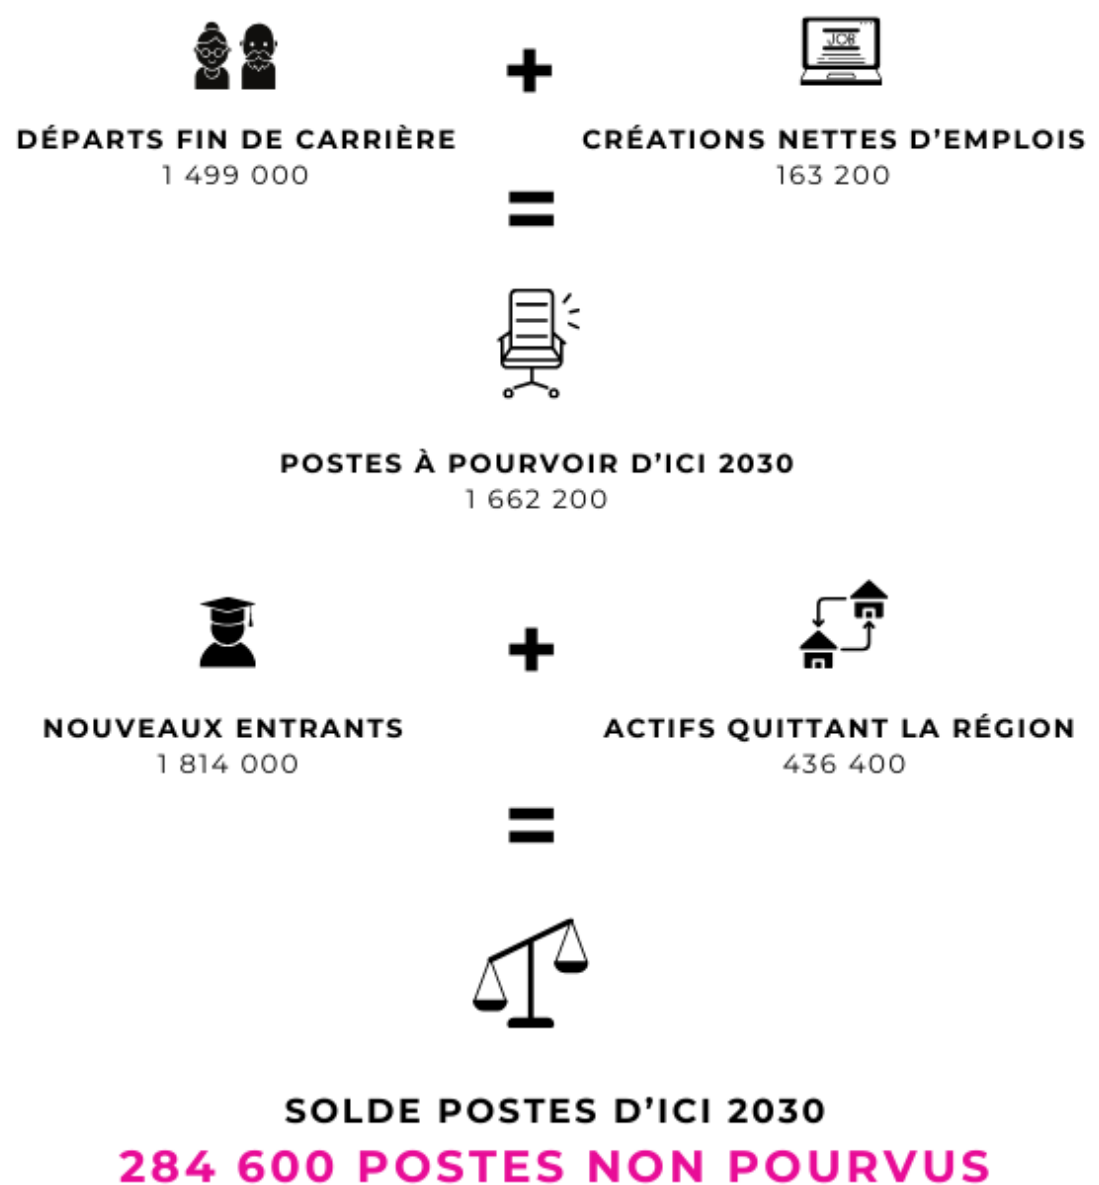 JOB
+
DÉPARTS FIN DE CARRIÈRE
1 499 000
CRÉATIONS NETTES D’EMPLOIS
163 200
=
POSTES À POURVOIR D’ICI 2030
1 662 200
+
NOUVEAUX ENTRANTS
1 814 000
ACTIFS QUITTANT LA RÉGION
436 400
=
SOLDE POSTES D’ICI 2030
284 600 POSTES NON POURVUS